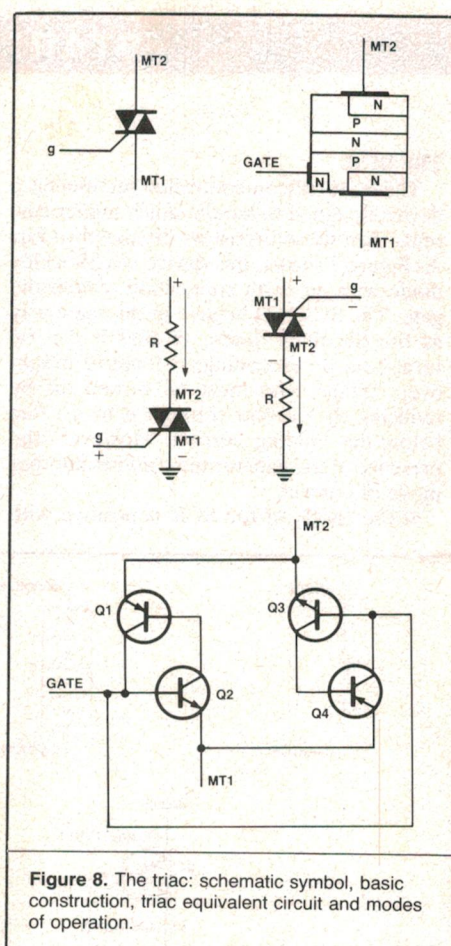 MT2
g
MT1
MT2
N
P
N
P
GATE
N
N
MT1
+
R
MT2
g
+
MT1
−
+
MT1
g
−
MT2
−
R
MT2
Q1
Q3
GATE
Q2
Q4
MT1
Figure 8. The triac: schematic symbol, basic
construction, triac equivalent circuit and modes
of operation.